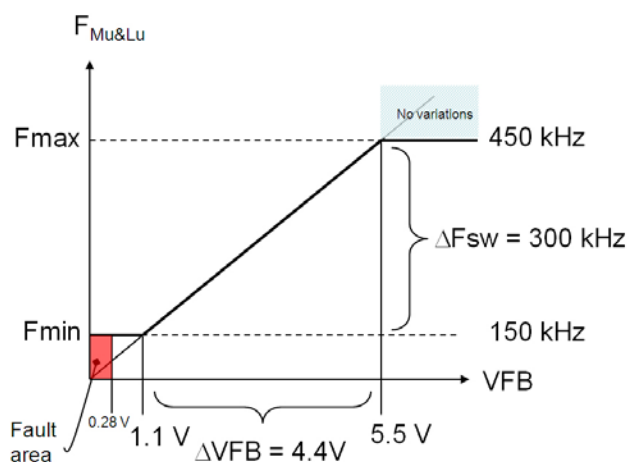 F Mu&Lu
No variations
Fmax
450 kHz
ΔFsw = 300 kHz
Fmin
150 kHz
VFB
0.28 V
Fault
area
1.1 V
ΔVFB = 4.4V
5.5 V